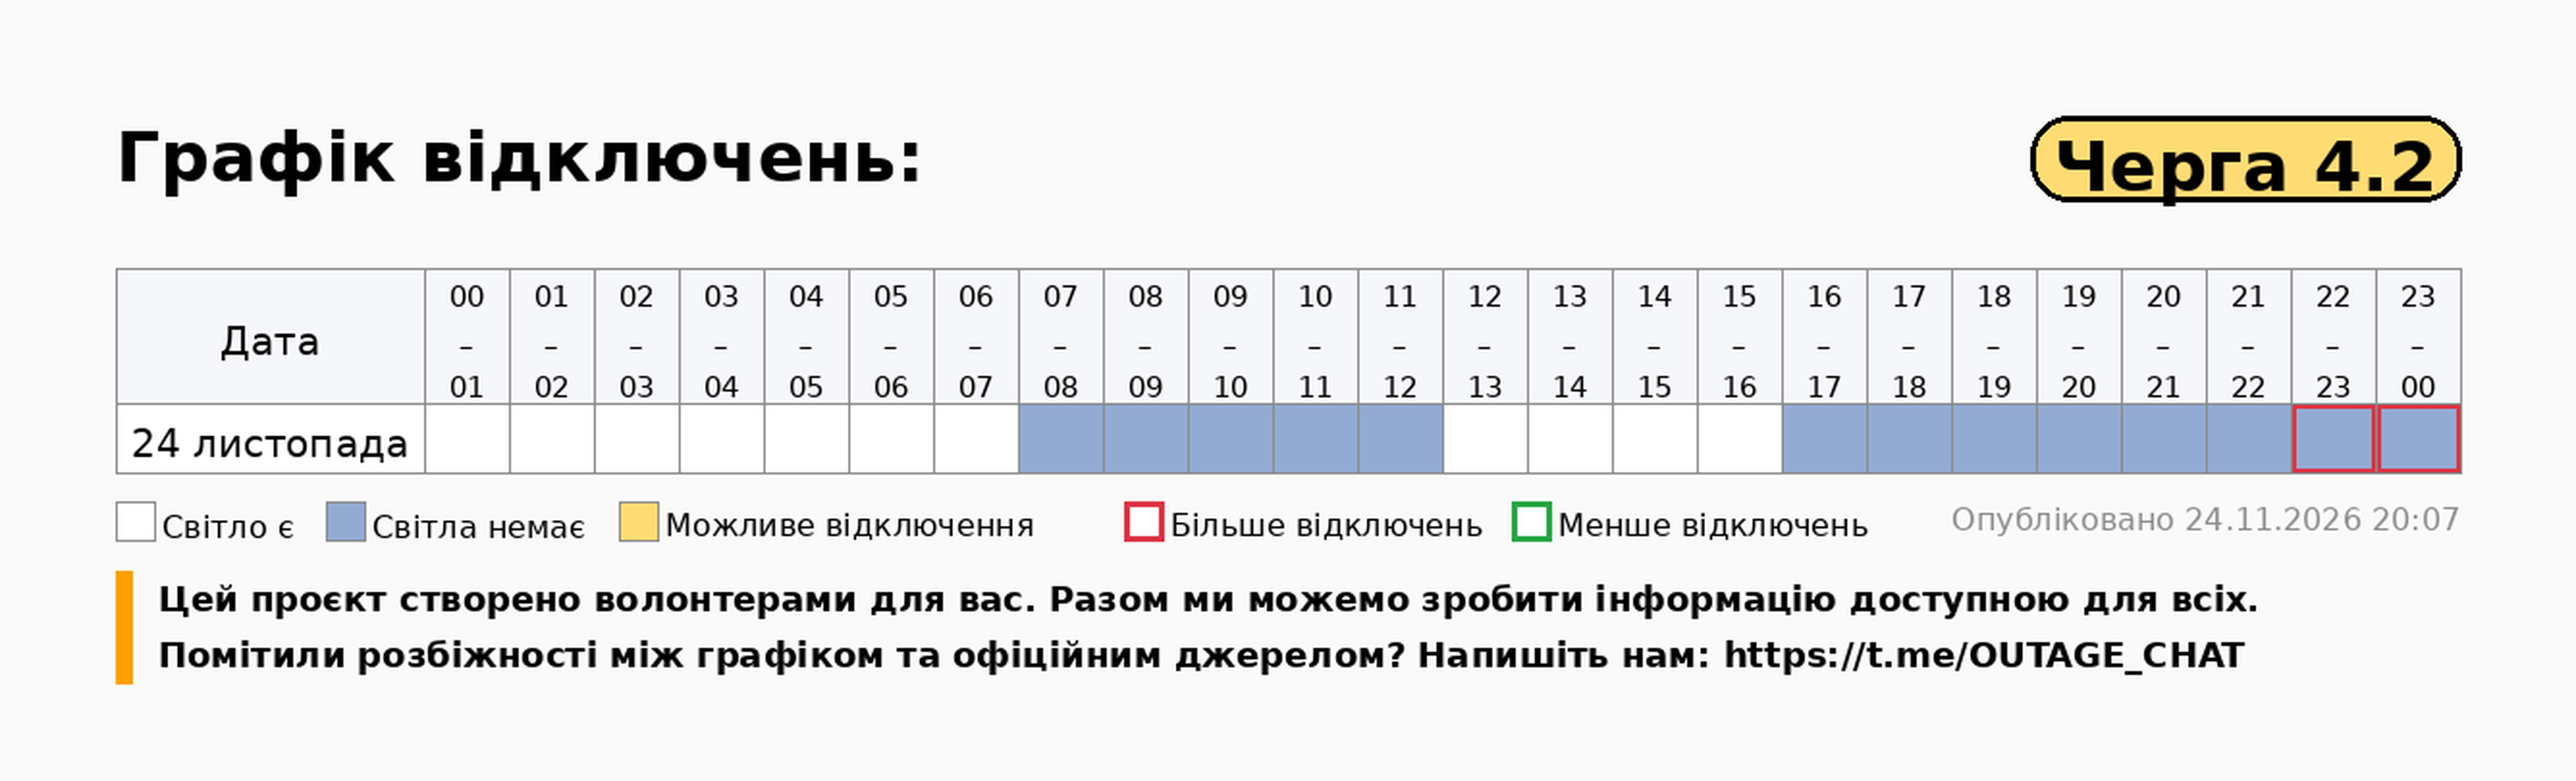 Графік відключень:
Черга 4.2
Дата
00 – 01
01 – 02
02 – 03
03 – 04
04 – 05
05 – 06
06 – 07
07 – 08
08 – 09
09 – 10
10 – 11
11 – 12
12 – 13
13 – 14
14 – 15
15 – 16
16 – 17
17 – 18
18 – 19
19 – 20
20 – 21
21 – 22
22 – 23
23 – 00
24 листопада
Світло є
Світла немає
Можливе відключення
Більше відключень
Менше відключень
Опубліковано 24.11.2026 20:07
Цей проєкт створено волонтерами для вас. Разом ми можемо зробити інформацію доступною для всіх.
Помітили розбіжності між графіком та офіційним джерелом? Напишіть нам: https://t.me/OUTAGE_CHAT